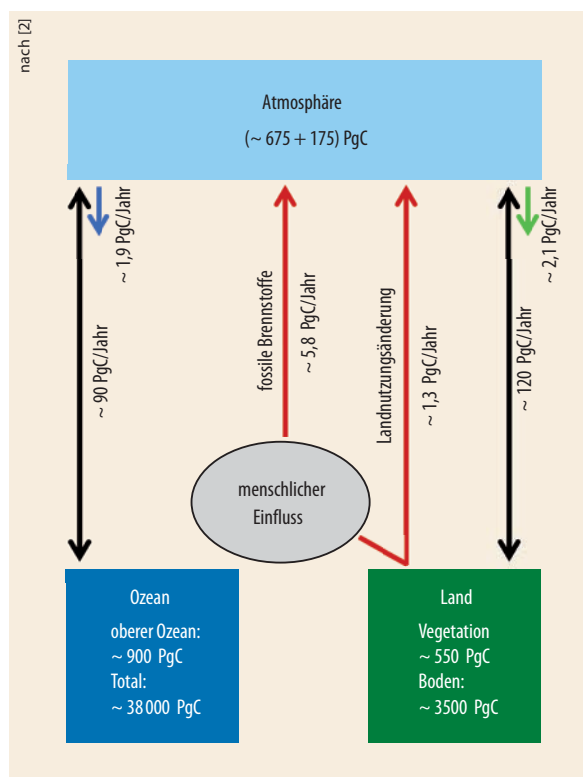 nach [2]
Atmosphäre
(~ 675 + 175) PgC
~ 1,9 PgC/Jahr
~ 90 PgC/Jahr
fossile Brennstoffe
~ 5,8 PgC/Jahr
Landnutzungsänderung
~ 1,3 PgC/Jahr
~ 2,1 PgC/Jahr
~ 120 PgC/Jahr
menschlicher
Einfluss
Ozean
oberer Ozean:
~ 900 PgC
Total:
~ 38 000 PgC
Land
Vegetation
~ 550 PgC
Boden:
~ 3500 PgC